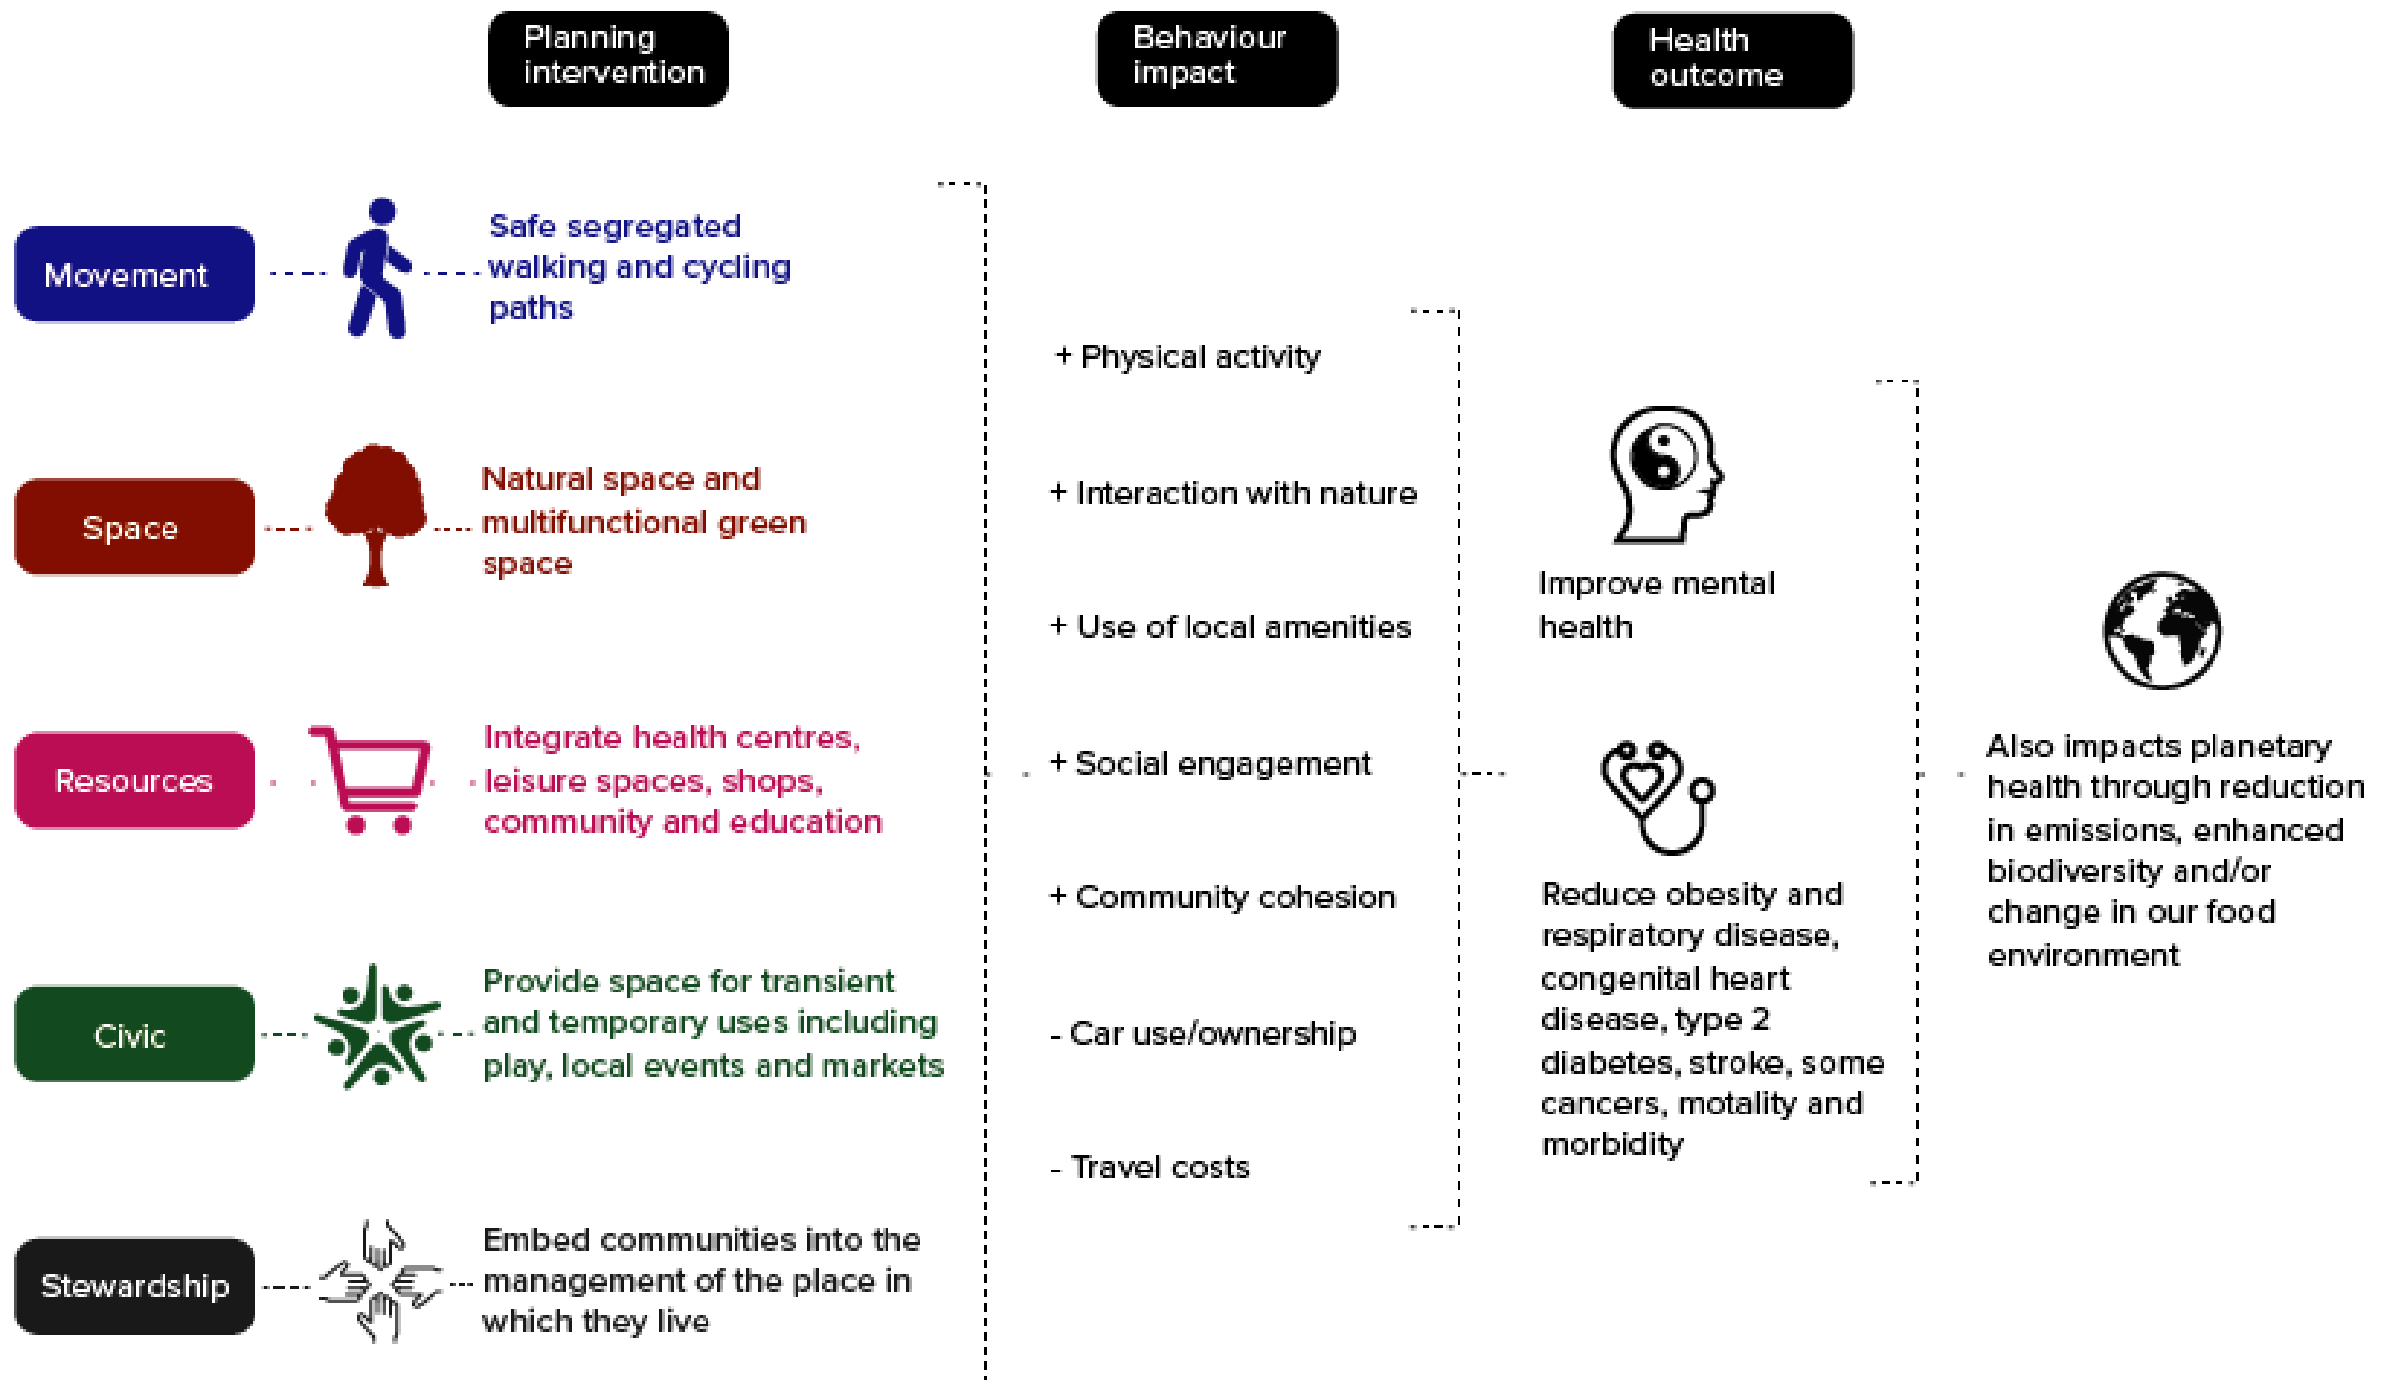 Planning
intervention
Behaviour
impact
Health
outcome
Movement
Safe segregated
walking and cycling
paths
Space
Natural space and
multifunctional green
space
Resources
Integrate health centres,
leisure spaces, shops,
community and education
Civic
Provide space for transient
and temporary uses including
play, local events and markets
Stewardship
Embed communities into the
management of the place in
which they live
+ Physical activity
+ Interaction with nature
+ Use of local amenities
+ Social engagement
+ Community cohesion
- Car use/ownership
- Travel costs
Improve mental
health
Reduce obesity and
respiratory disease,
congenital heart
disease, type 2
diabetes, stroke, some
cancers, motality and
morbidity
Also impacts planetary
health through reduction
in emissions, enhanced
biodiversity and/or
change in our food
environment